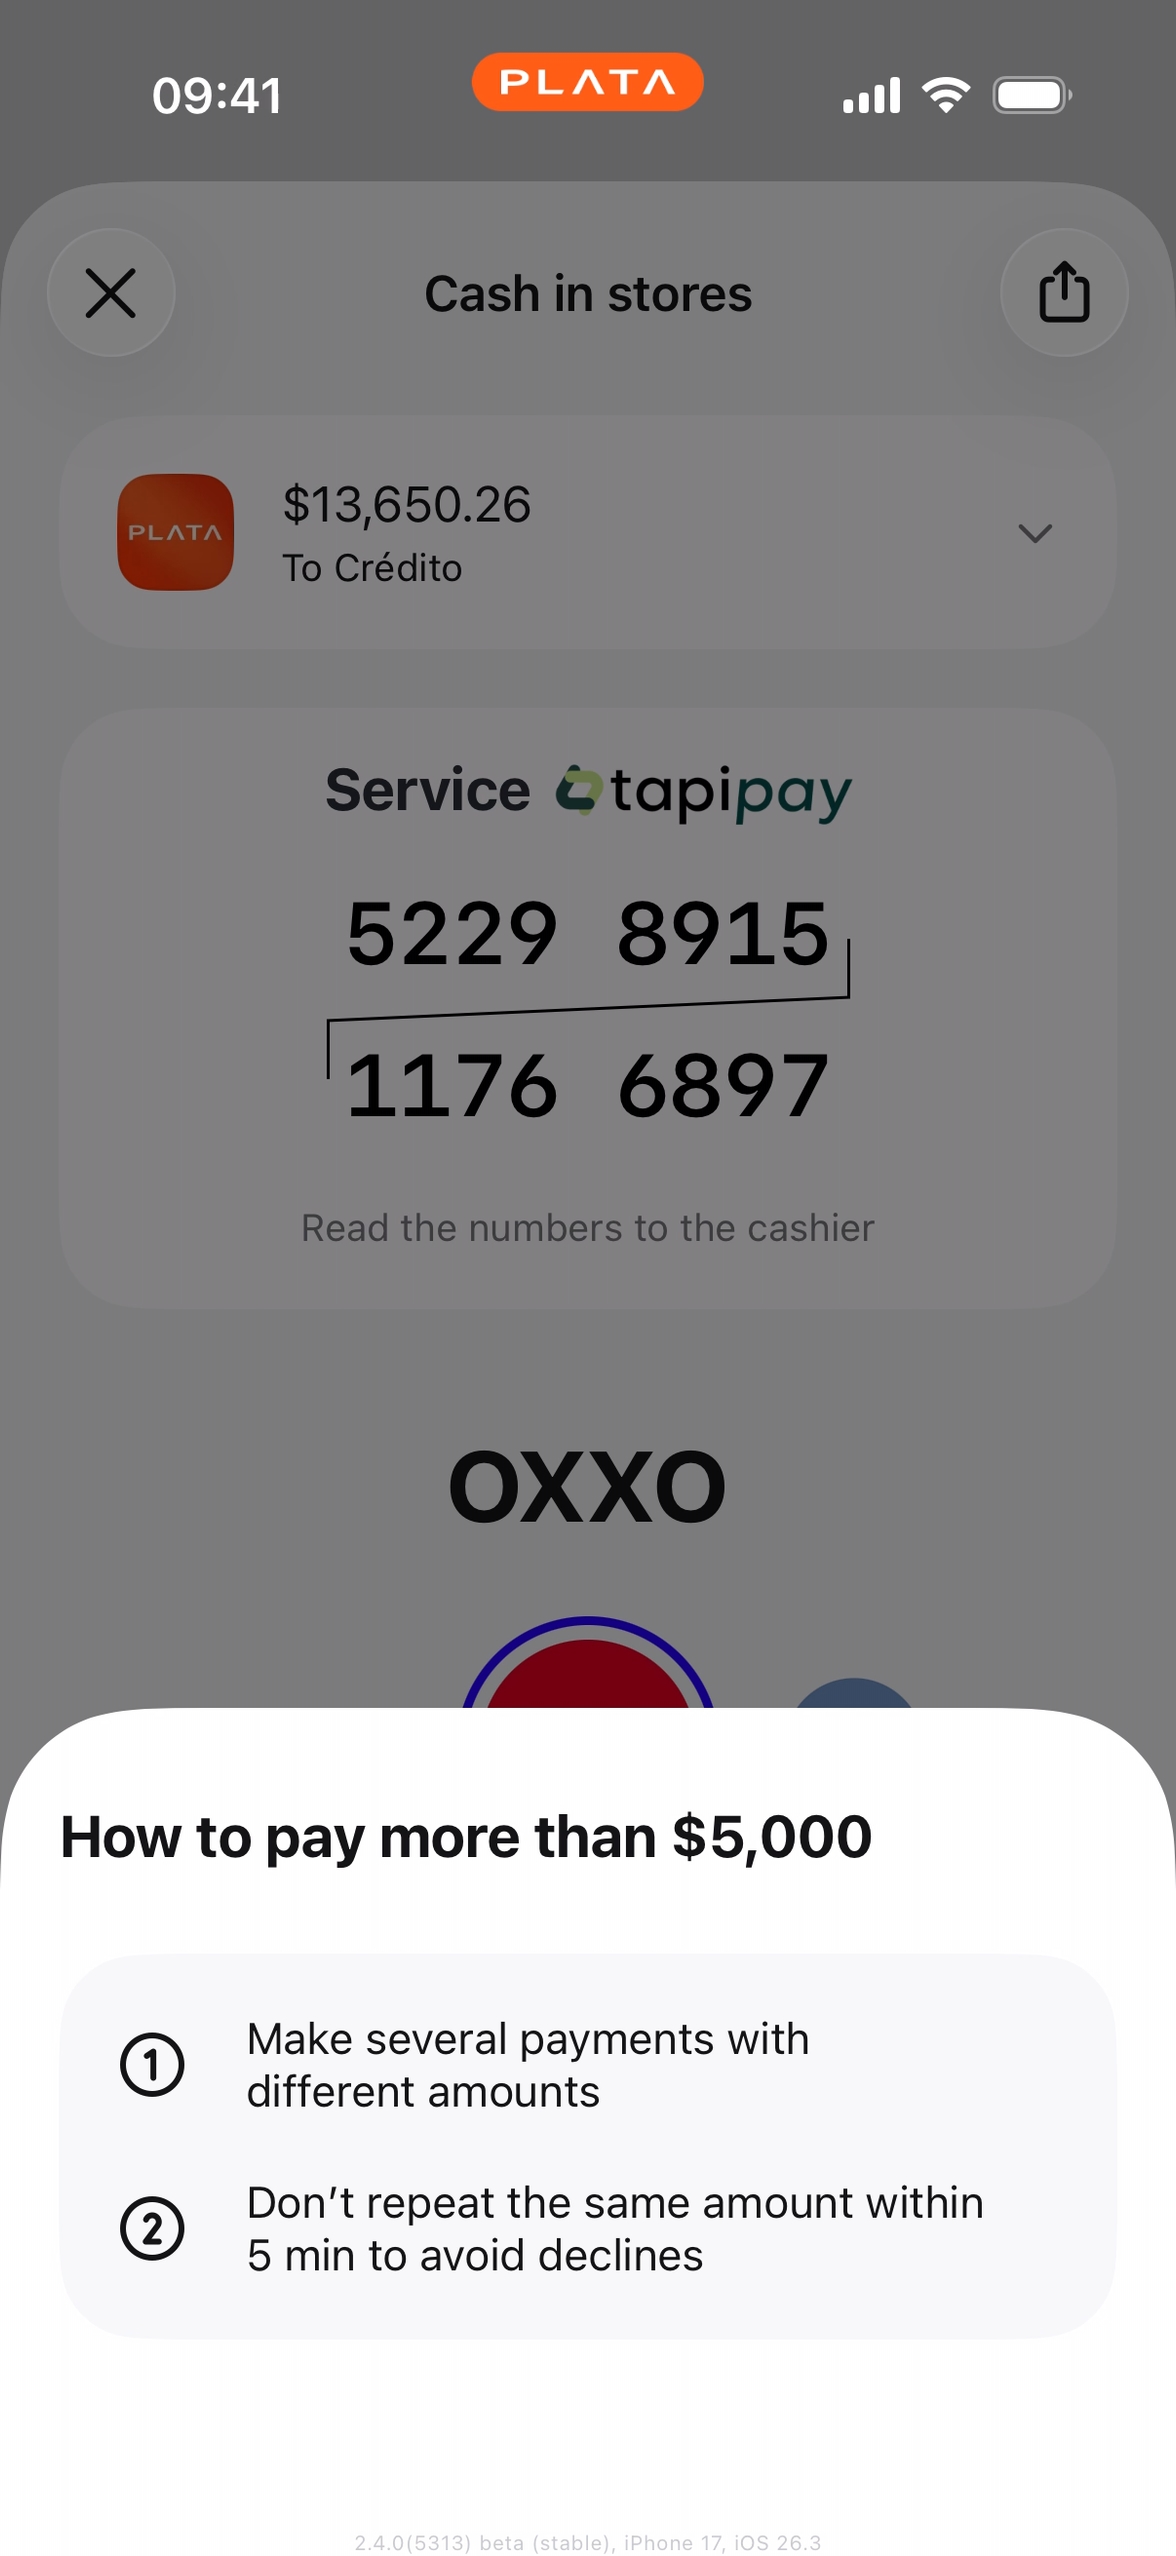 09:41
PLATA
Cash in stores
PLATA
$13,650.26
To Crédito
Service tapipay
5229 8915
1176 6897
Read the numbers to the cashier
OXXO
How to pay more than $5,000
1 Make several payments with
different amounts
2 Don’t repeat the same amount within
5 min to avoid declines
2.4.0(5313) beta (stable), iPhone 17, iOS 26.3